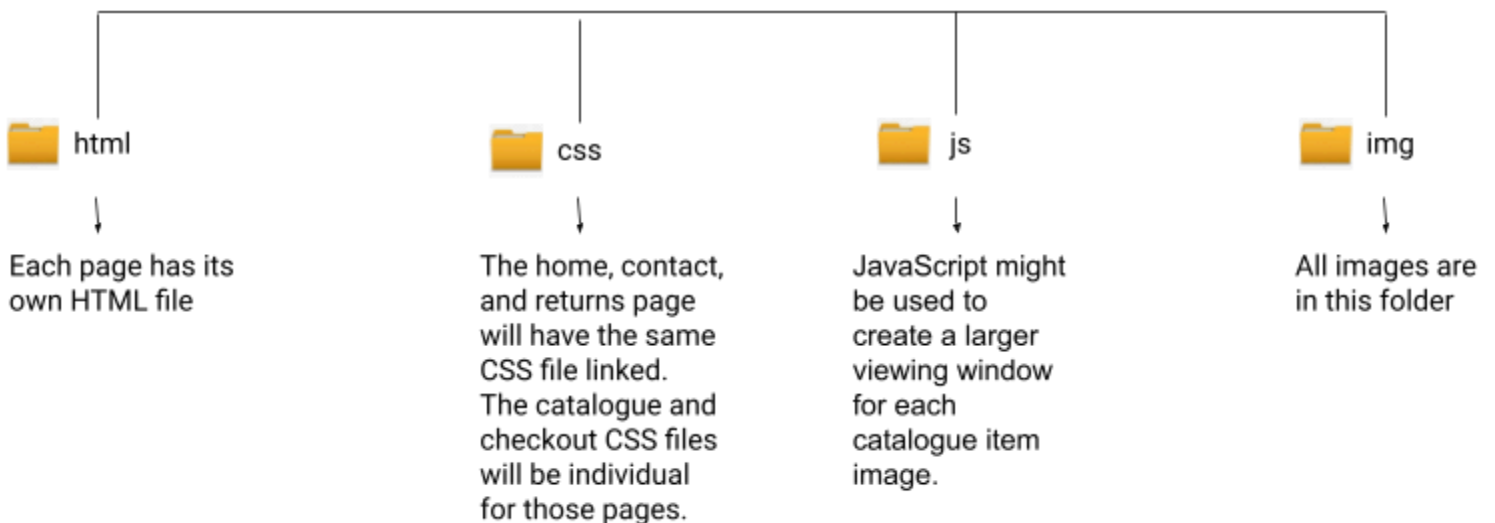 html
css
js
img
Each page has its
own HTML file
The home, contact,
and returns page
will have the same
CSS file linked.
The catalogue and
checkout CSS files
will be individual
for those pages.
JavaScript might
be used to
create a larger
viewing window
for each
catalogue item
image.
All images are
in this folder